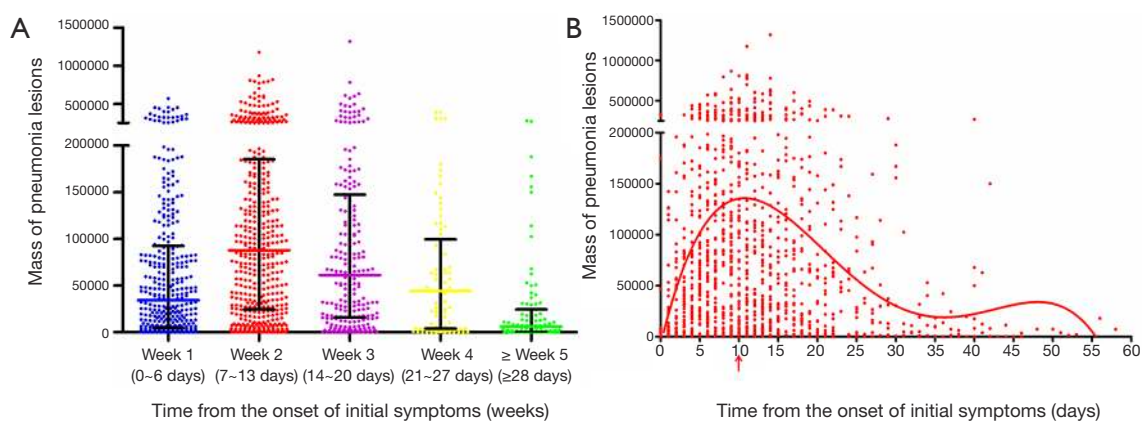 A
Mass of pneumonia lesions
1500000
1000000
500000
200000
150000
100000
50000
0
Week 1 Week 2 Week 3 Week 4 ≥ Week 5
(0~6 days) (7~13 days) (14~20 days) (21~27 days) (≥28 days)
Time from the onset of initial symptoms (weeks)
B
Mass of pneumonia lesions
1500000
1000000
500000
200000
150000
100000
50000
0
0 5 10 15 20 25 30 35 40 45 50 55 60
Time from the onset of initial symptoms (days)